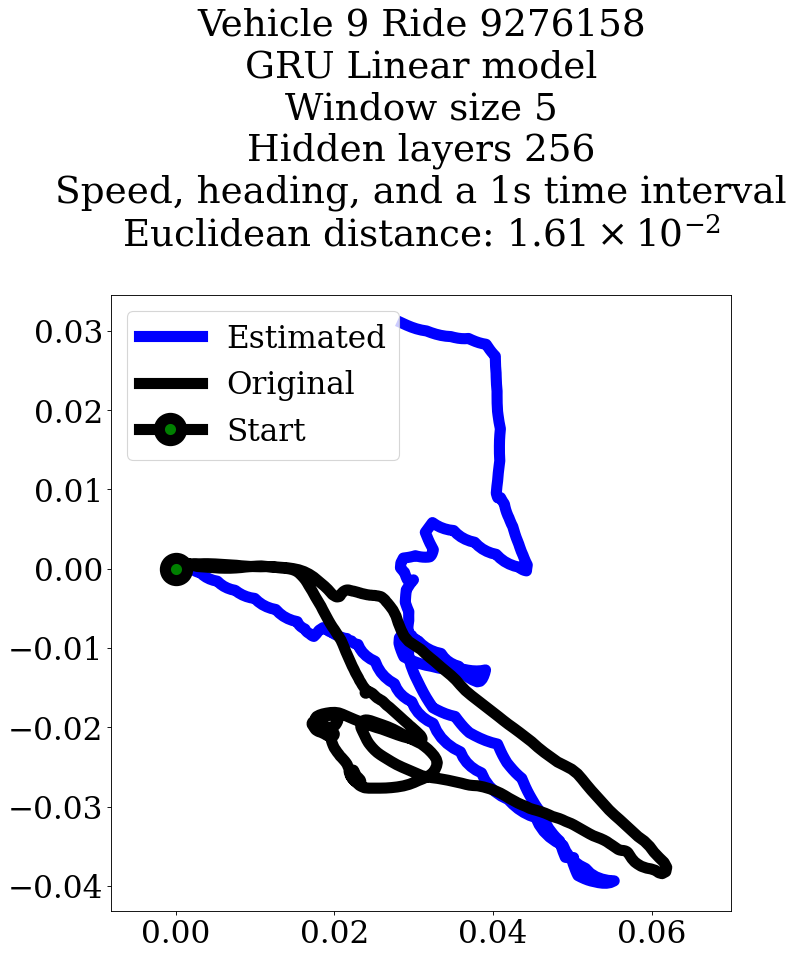 Vehicle 9 Ride 9276158
GRU Linear model
Window size 5
Hidden layers 256
Speed, heading, and a 1s time interval
Euclidean distance: 1.61 × 10⁻²
Estimated
Original
Start
0.03
0.02
0.01
0.00
−0.01
−0.02
−0.03
−0.04
0.00 0.02 0.04 0.06